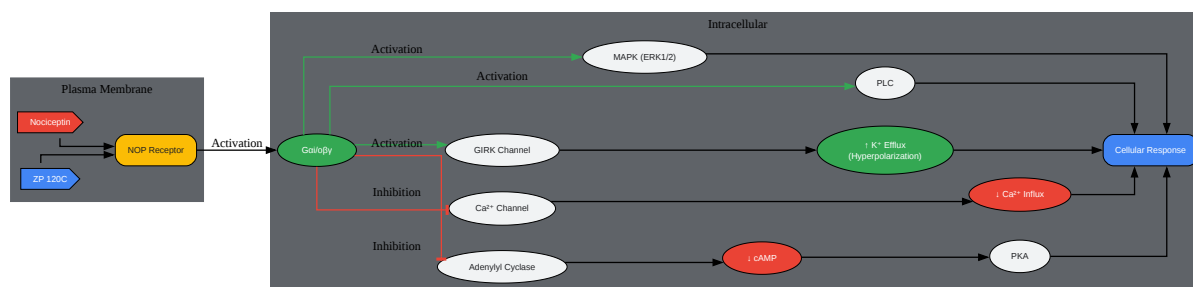 Intracellular
Activation
MAPK (ERK1/2)
Activation
PLC
Plasma Membrane
Nociceptin
NOP Receptor
ZP 120C
Activation
Gαi/oβγ
Activation
GIRK Channel
↑ K⁺ Efflux
(Hyperpolarization)
Cellular Response
Inhibition
Ca²⁺ Channel
↓ Ca²⁺ Influx
Inhibition
Adenylyl Cyclase
↓ cAMP
PKA